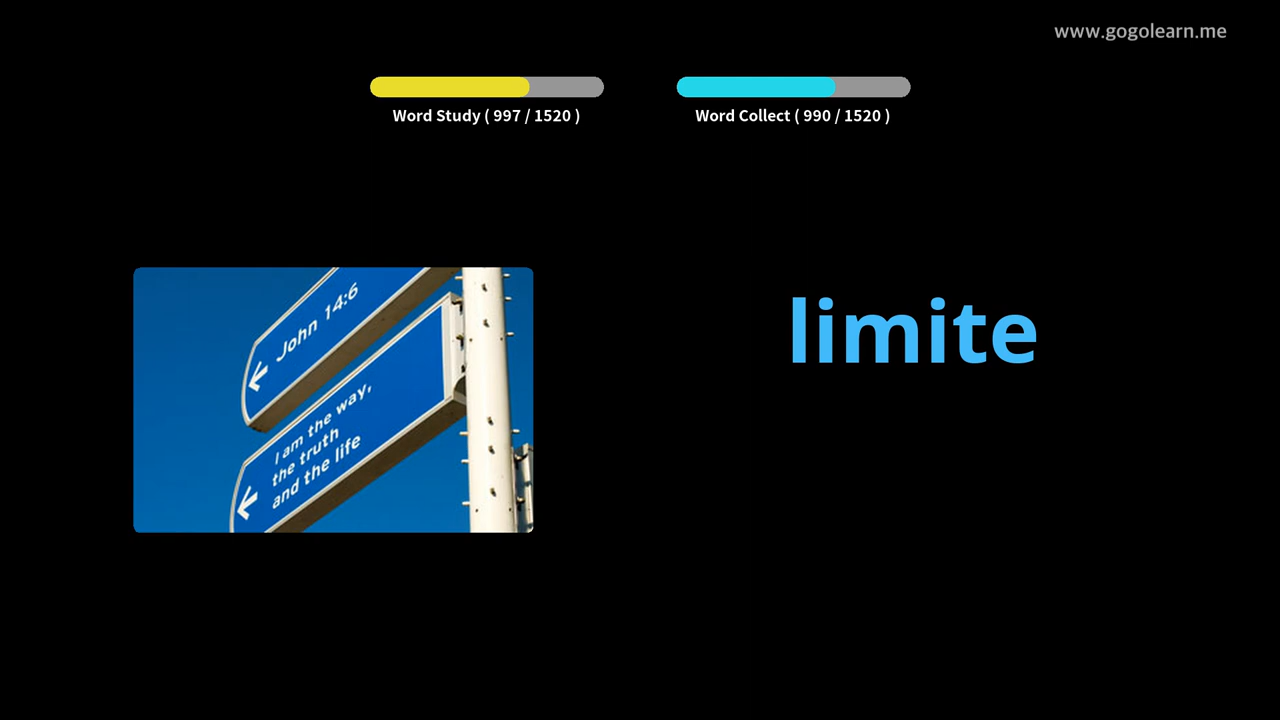 www.gogolearn.me
Word Study ( 997 / 1520 )
Word Collect ( 990 / 1520 )
John 14:6
I am the way,
the truth
and the life
limite